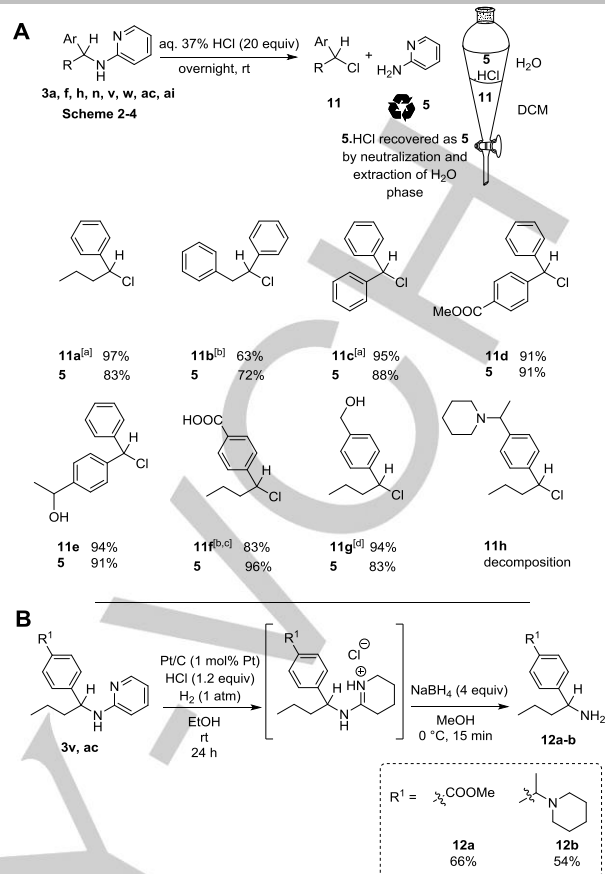 A
Ar
H
R
N
H
N
aq. 37% HCl (20 equiv)
overnight, rt
Ar
H
R
Cl
+
H2N
N
3a, f, h, n, v, w, ac, ai
Scheme 2-4
11
5
5
HCl
11
H2O
DCM
5.HCl recovered as 5
by neutralization and
extraction of H2O
phase
H
Cl
H
Cl
H
Cl
MeOOC
H
Cl
11a[a] 97%
5 83%
11b[b] 63%
5 72%
11c[a] 95%
5 88%
11d 91%
5 91%
H
Cl
OH
HOOC
H
Cl
OH
H
Cl
N
H
Cl
11e 94%
5 91%
11f[b,c] 83%
5 96%
11g[d] 94%
5 83%
11h
decomposition
B
R1
H
N
H
N
3v, ac
Pt/C (1 mol% Pt)
HCl (1.2 equiv)
H2 (1 atm)
EtOH
rt
24 h
R1
H
N
H
HN
+
Cl
−
NaBH4 (4 equiv)
MeOH
0 °C, 15 min
R1
H
NH2
12a-b
R1 =
COOMe
N
12a
66%
12b
54%